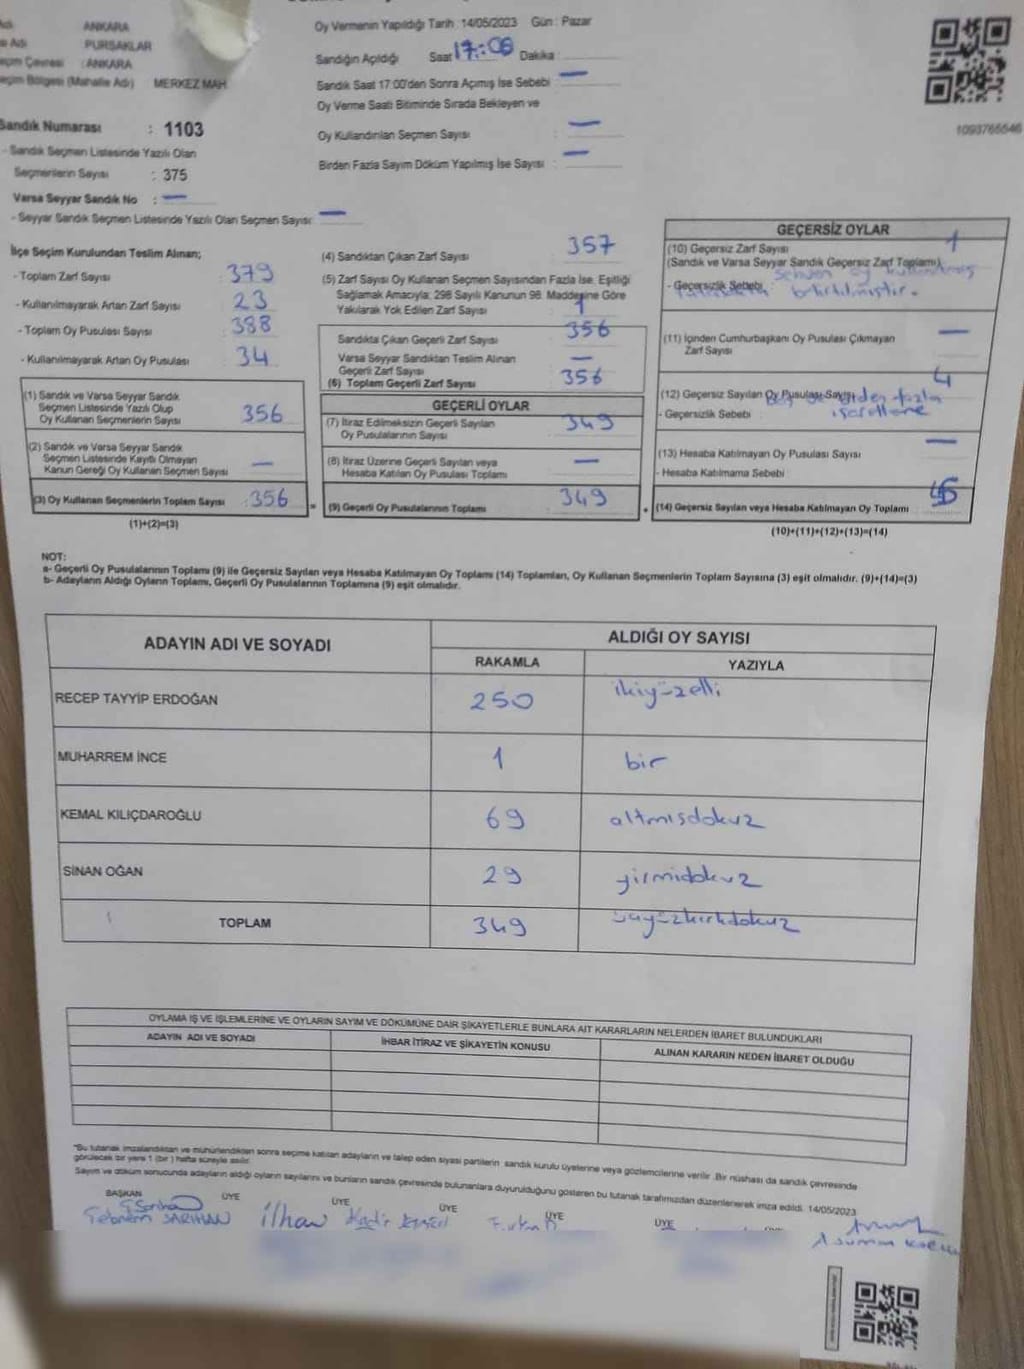 ANKARA
PURSAKLAR
: ANKARA
Seçim Bölgesi (Mahalle Adı) MERKEZ MAH.
Sandık Numarası : 1103
- Sandık Seçmen Listesinde Yazılı Olan
Seçmenlerin Sayısı : 375
Varsa Seyyar Sandık No : —
- Seyyar Sandık Seçmen Listesinde Yazılı Olan Seçmen Sayısı: —
Oy Vermenin Yapıldığı Tarih : 14/05/2023 Gün : Pazar
Sandığın Açıldığı Saat 17:06 Dakika :
Sandık Saat 17:00'den Sonra Açılmış İse Sebebi : —
Oy Verme Saati Bitiminde Sırada Bekleyen ve
Oy Kullandırılan Seçmen Sayısı : —
Birden Fazla Sayım Döküm Yapılmış İse Sayısı : —
1093765546
İlçe Seçim Kurulundan Teslim Alınan;
- Toplam Zarf Sayısı : 379
- Kullanılmayarak Artan Zarf Sayısı : 23
- Toplam Oy Pusulası Sayısı : 388
- Kullanılmayarak Artan Oy Pusulası : 34
(1) Sandık ve Varsa Seyyar Sandık
Seçmen Listesinde Yazılı Olup
Oy Kullanan Seçmenlerin Sayısı : 356
(2) Sandık ve Varsa Seyyar Sandık
Seçmen Listesinde Kayıtlı Olmayan
Kanun Gereği Oy Kullanan Seçmen Sayısı : —
(3) Oy Kullanan Seçmenlerin Toplam Sayısı : 356
(1)+(2)=(3)
(4) Sandıktan Çıkan Zarf Sayısı : 357
(5) Zarf Sayısı Oy Kullanan Seçmen Sayısından Fazla İse, Eşitliği
Sağlamak Amacıyla; 298 Sayılı Kanunun 98. Maddesine Göre
Yakılarak Yok Edilen Zarf Sayısı : 1
Sandıkta Çıkan Geçerli Zarf Sayısı : 356
Varsa Seyyar Sandıktan Teslim Alınan
Geçerli Zarf Sayısı : —
(6) Toplam Geçerli Zarf Sayısı : 356
GEÇERLİ OYLAR
(7) İtiraz Edilmeksizin Geçerli Sayılan
Oy Pusulalarının Sayısı : 349
(8) İtiraz Üzerine Geçerli Sayılan veya
Hesaba Katılan Oy Pusulası Toplamı : —
(9) Geçerli Oy Pusulalarının Toplamı : 349
GEÇERSİZ OYLAR
(10) Geçersiz Zarf Sayısı 1
(Sandık ve Varsa Seyyar Sandık Geçersiz Zarf Toplamı)
- Geçersizlik Sebebi : oy
belirtilmiştir.
(11) İçinden Cumhurbaşkanı Oy Pusulası Çıkmayan
Zarf Sayısı —
(12) Geçersiz Sayılan Oy Pusulası Sayısı : 4
- Geçersizlik Sebebi : birden fazla
işaretleme
(13) Hesaba Katılmayan Oy Pusulası Sayısı : —
- Hesaba Katılmama Sebebi :
(14) Geçersiz Sayılan veya Hesaba Katılmayan Oy Toplamı
(10)+(11)+(12)+(13)=(14)
NOT:
a- Geçerli Oy Pusulalarının Toplamı (9) ile Geçersiz Sayılan veya Hesaba Katılmayan Oy Toplamı (14) Toplamları, Oy Kullanan Seçmenlerin Toplam Sayısına (3) eşit olmalıdır. (9)+(14)=(3)
b- Adayların Aldığı Oyların Toplamı, Geçerli Oy Pusulalarının Toplamına (9) eşit olmalıdır.
ADAYIN ADI VE SOYADI ALDIĞI OY SAYISI
RAKAMLA YAZIYLA
RECEP TAYYİP ERDOĞAN 250 ikiyüzelli
MUHARREM İNCE 1 bir
KEMAL KILIÇDAROĞLU 69 altmışdokuz
SİNAN OĞAN 29 yirmidokuz
TOPLAM 349 üçyüzkırkdokuz
OYLAMA İŞ VE İŞLEMLERİNE VE OYLARIN SAYIM VE DÖKÜMÜNE DAİR ŞİKAYETLERLE BUNLARA AİT KARARLARIN NELERDEN İBARET BULUNDUKLARI
ADAYIN ADI VE SOYADI İHBAR İTİRAZ VE ŞİKAYETİN KONUSU ALINAN KARARIN NEDEN İBARET OLDUĞU
*Bu tutanak imzalandıktan ve mühürlendikten sonra seçime katılan adayların ve talep eden siyasi partilerin sandık kurulu üyelerine veya gözlemcilerine verilir. Bir nüshası da sandık çevresinde
görülecek bir yere 1 (bir) hafta süreyle asılır.
Sayım ve döküm sonucunda adayların aldığı oyların sayılarını ve bunların sandık çevresinde bulunanlara duyurulduğunu gösteren bu tutanak tarafımızdan düzenlenerek imza edildi. 14/05/2023
BAŞKAN ÜYE ÜYE ÜYE ÜYE ÜYE
Şebnem SARIHAN İlhan Kadir Furkan Asuman